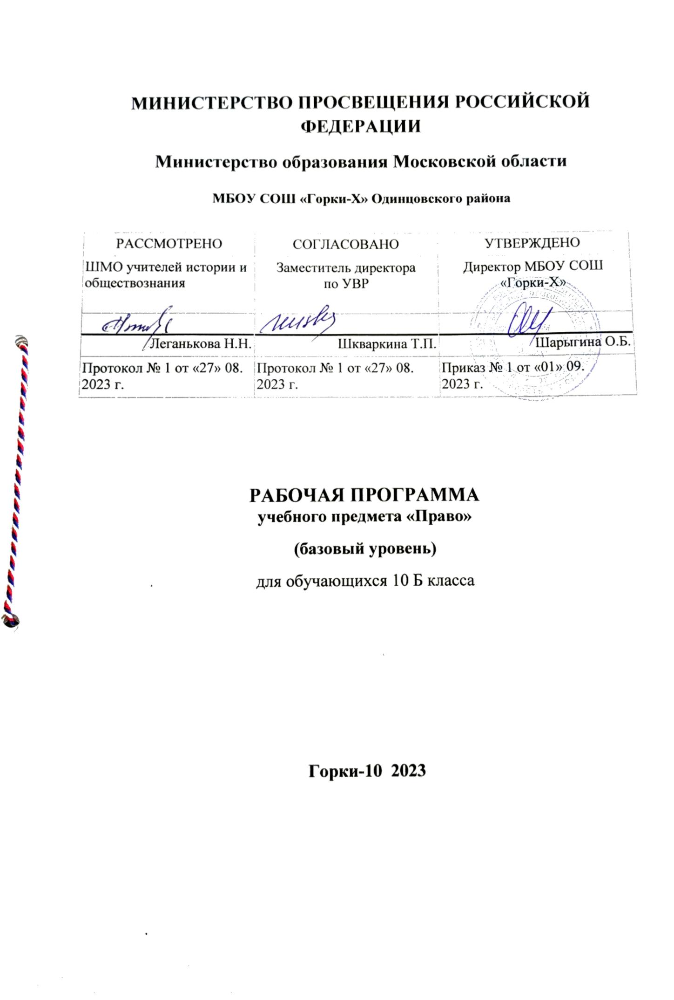 МИНИСТЕРСТВО ПРОСВЕЩЕНИЯ РОССИЙСКОЙ
ФЕДЕРАЦИИ
Министерство образования Московской области
МБОУ СОШ «Горки-Х» Одинцовского района
РАССМОТРЕНО
ШМО учителей истории и
обществознания
Леганькова Н.Н.
Протокол № 1 от «27» 08.
2023 г.
СОГЛАСОВАНО
Заместитель директора
по УВР
Шкваркина Т.П.
Протокол № 1 от «27» 08.
2023 г.
УТВЕРЖДЕНО
Директор МБОУ СОШ
«Горки-Х»
Шарыгина О.Б.
Приказ № 1 от «01» 09.
2023 г.
РАБОЧАЯ ПРОГРАММА
учебного предмета «Право»
(базовый уровень)
для обучающихся 10 Б класса
Горки-10 2023